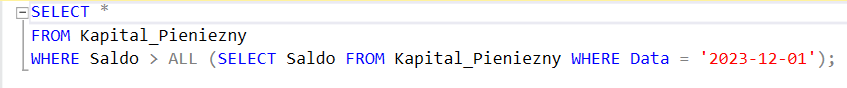 SELECT *
FROM Kapital_Pieniezny
WHERE Saldo > ALL (SELECT Saldo FROM Kapital_Pieniezny WHERE Data = '2023-12-01');